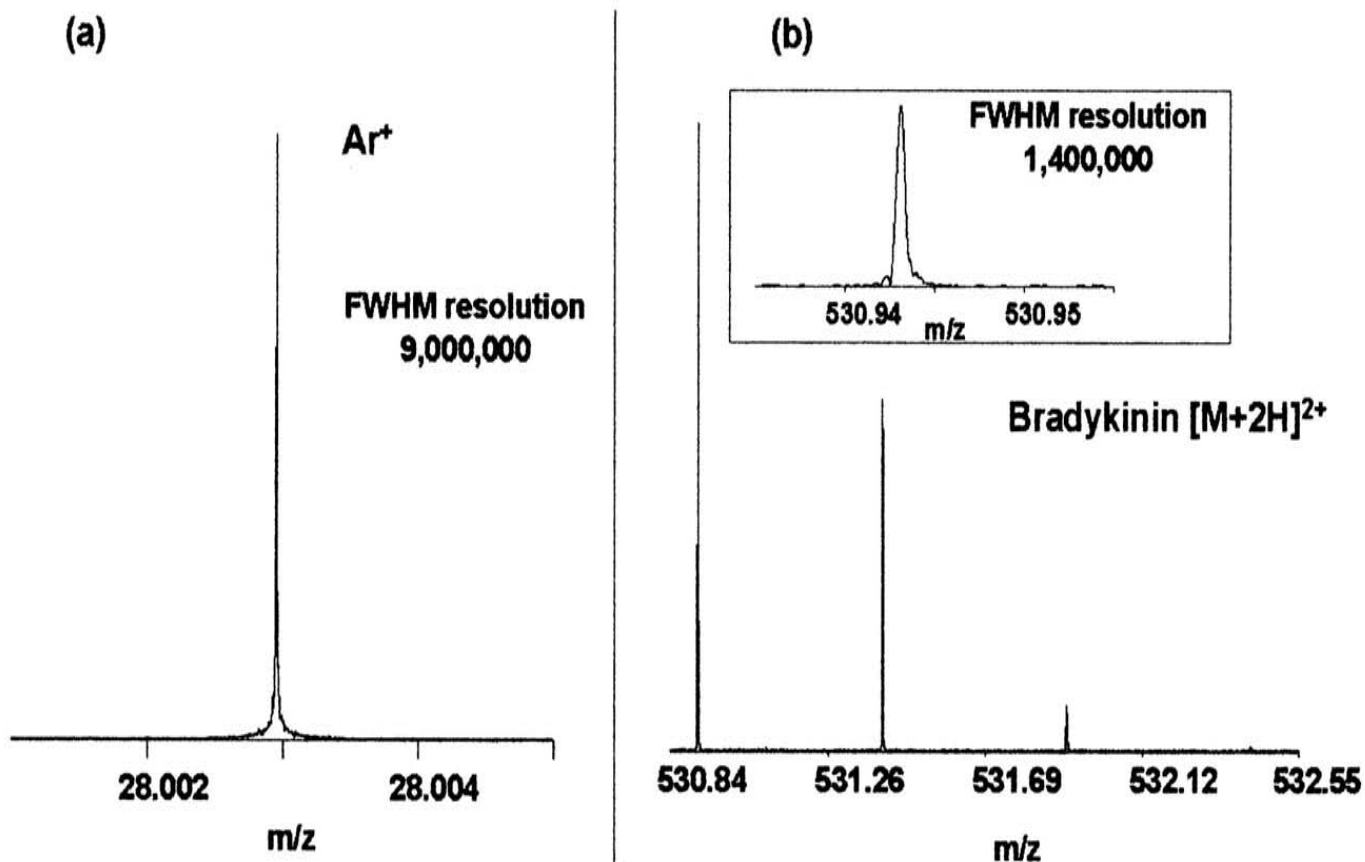 (a)
Ar⁺
FWHM resolution
9,000,000
28.002
28.004
m/z
(b)
FWHM resolution
1,400,000
530.94
530.95
m/z
Bradykinin [M+2H]²⁺
530.84
531.26
531.69
532.12
532.55
m/z